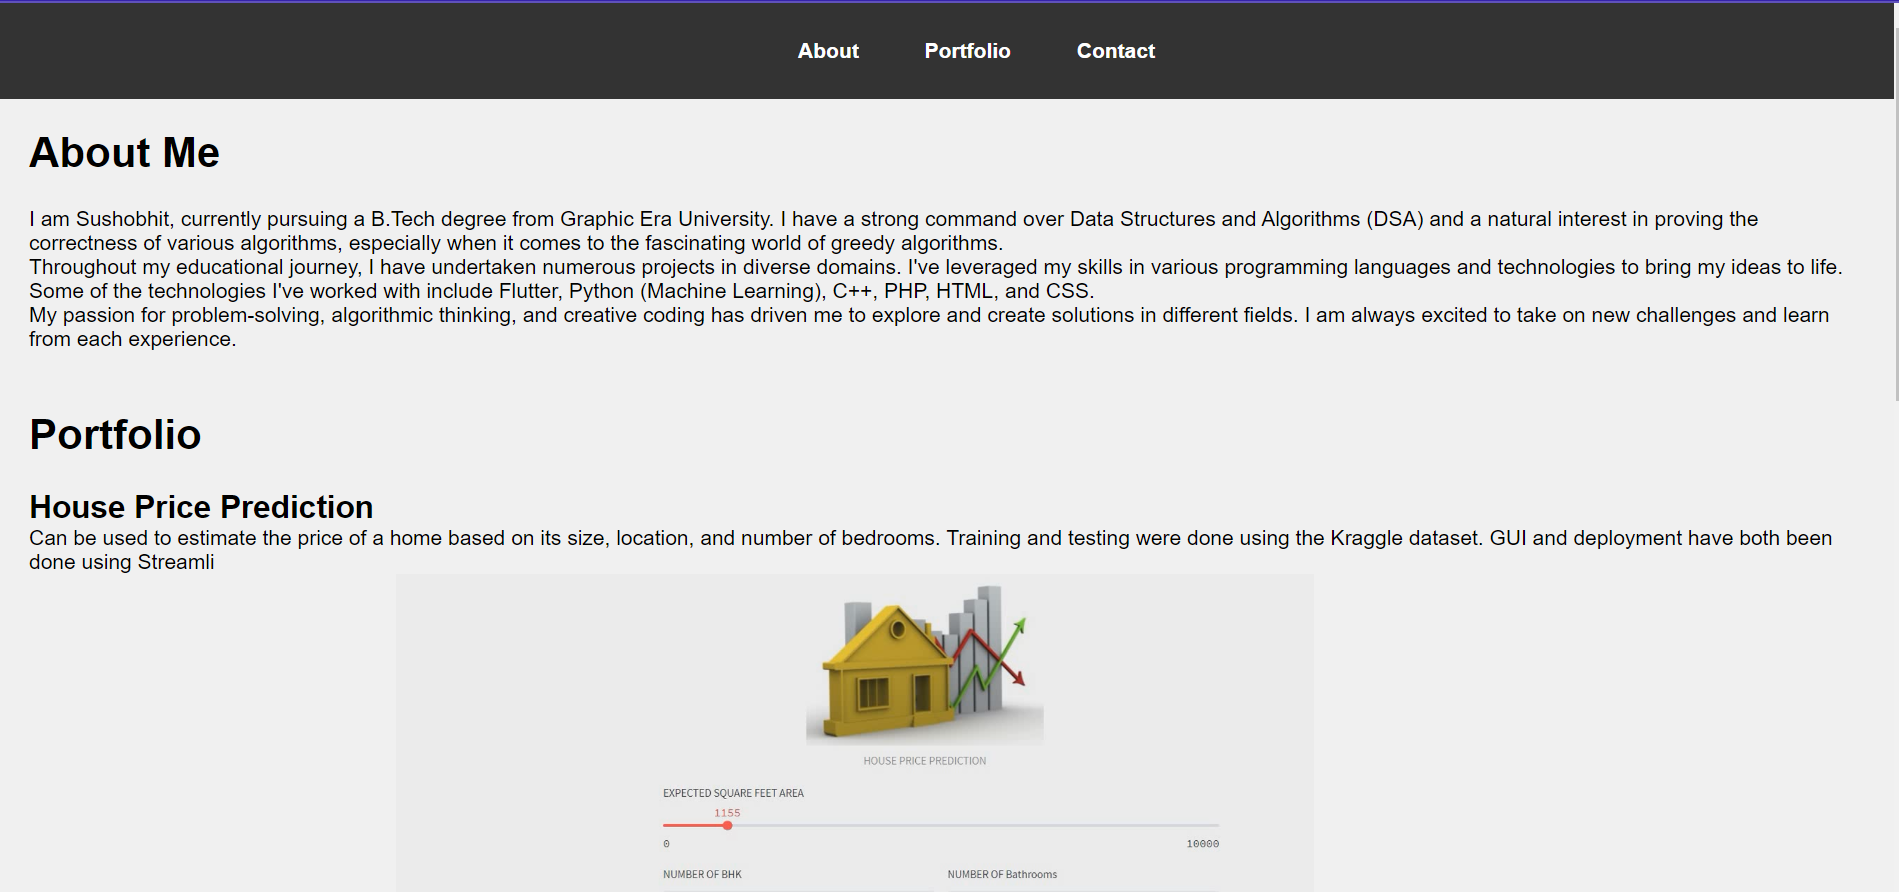 About Portfolio Contact
About Me
I am Sushobhit, currently pursuing a B.Tech degree from Graphic Era University. I have a strong command over Data Structures and Algorithms (DSA) and a natural interest in proving the
correctness of various algorithms, especially when it comes to the fascinating world of greedy algorithms.
Throughout my educational journey, I have undertaken numerous projects in diverse domains. I've leveraged my skills in various programming languages and technologies to bring my ideas to life.
Some of the technologies I've worked with include Flutter, Python (Machine Learning), C++, PHP, HTML, and CSS.
My passion for problem-solving, algorithmic thinking, and creative coding has driven me to explore and create solutions in different fields. I am always excited to take on new challenges and learn
from each experience.
Portfolio
House Price Prediction
Can be used to estimate the price of a home based on its size, location, and number of bedrooms. Training and testing were done using the Kraggle dataset. GUI and deployment have both been
done using Streamli
HOUSE PRICE PREDICTION
EXPECTED SQUARE FEET AREA
1155
0 10000
NUMBER OF BHK NUMBER OF Bathrooms